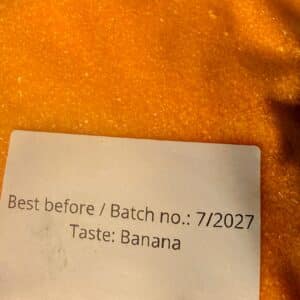 Best before / Batch no.: 7/2027
Taste: Banana